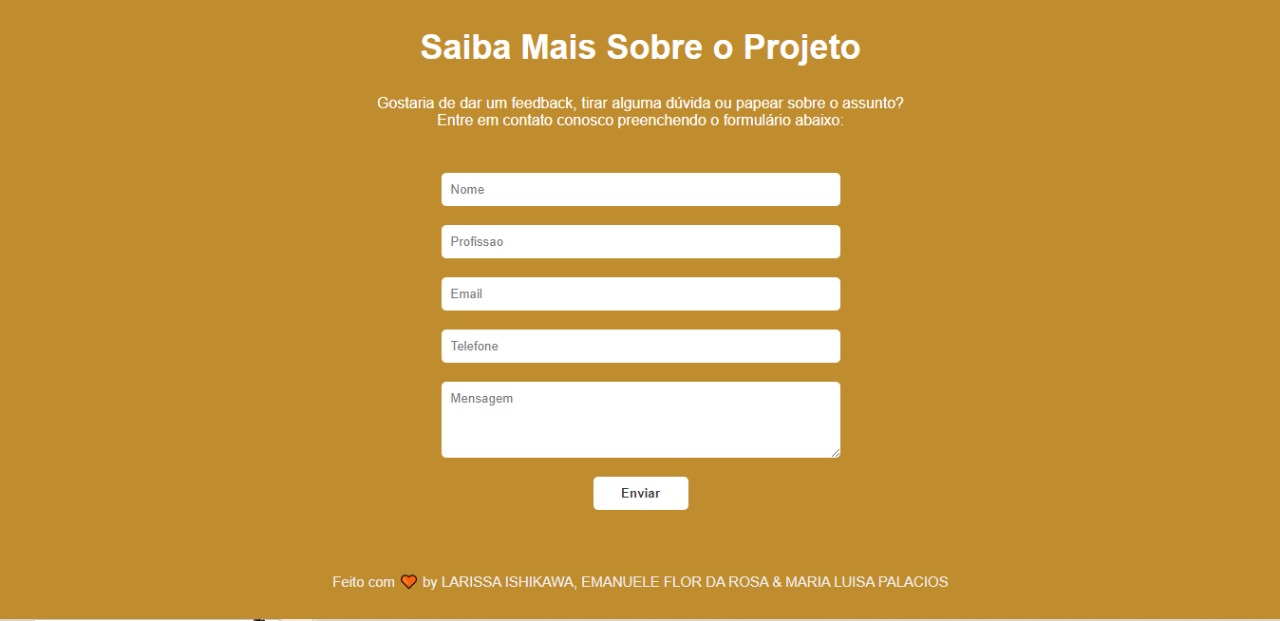 Saiba Mais Sobre o Projeto
Gostaria de dar um feedback, tirar alguma dúvida ou papear sobre o assunto?
Entre em contato conosco preenchendo o formulário abaixo:
Nome
Profissao
Email
Telefone
Mensagem
Enviar
Feito com 🧡 by LARISSA ISHIKAWA, EMANUELE FLOR DA ROSA & MARIA LUISA PALACIOS